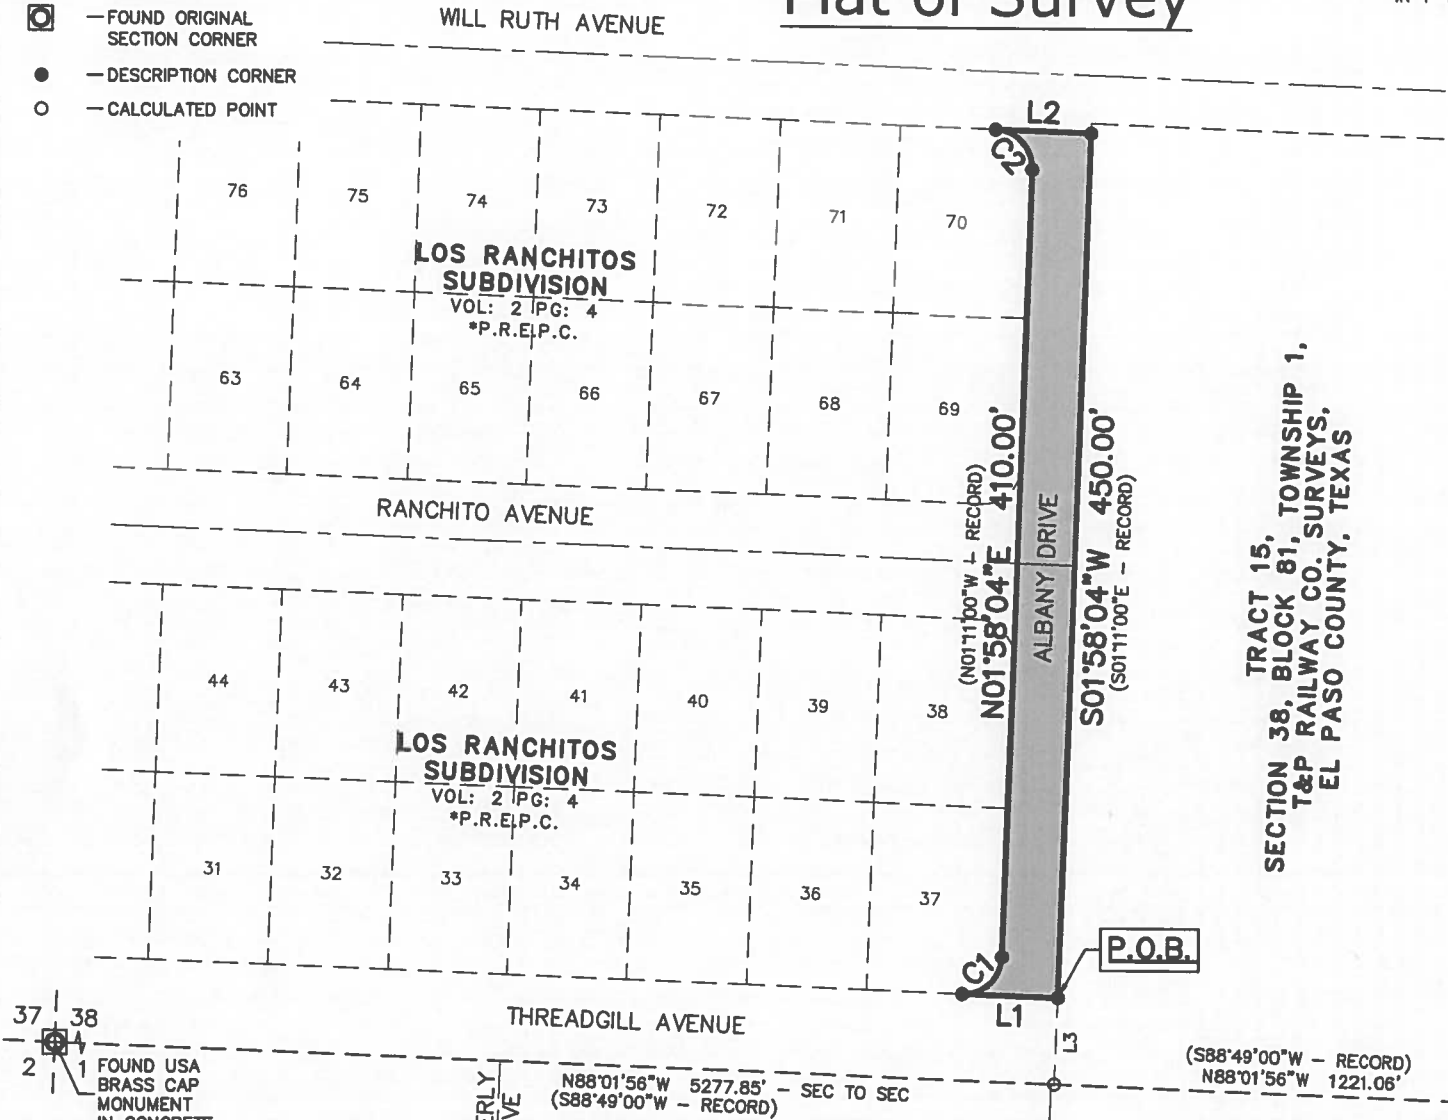 Plat of Survey
— FOUND ORIGINAL
SECTION CORNER
— DESCRIPTION CORNER
— CALCULATED POINT
WILL RUTH AVENUE
L2
C2
76 75 74 73 72 71 70
LOS RANCHITOS
SUBDIVISION
VOL: 2 PG: 4
*P.R.E.P.C.
63 64 65 66 67 68 69
RANCHITO AVENUE
(N01°11'00"W – RECORD)
N01°58'04"E 410.00'
ALBANY DRIVE
S01°58'04"W 450.00'
(S01°11'00"E – RECORD)
TRACT 15,
SECTION 38, BLOCK 81, TOWNSHIP 1,
T&P RAILWAY CO. SURVEYS,
EL PASO COUNTY, TEXAS
44 43 42 41 40 39 38
LOS RANCHITOS
SUBDIVISION
VOL: 2 PG: 4
*P.R.E.P.C.
31 32 33 34 35 36 37
C1
P.O.B.
L1
THREADGILL AVENUE
L3
37 38
2 1
FOUND USA
BRASS CAP
MONUMENT
IN CONCRETE
N88°01'56"W 5277.85' – SEC TO SEC
(S88°49'00"W – RECORD)
(S88°49'00"W – RECORD)
N88°01'56"W 1221.06'